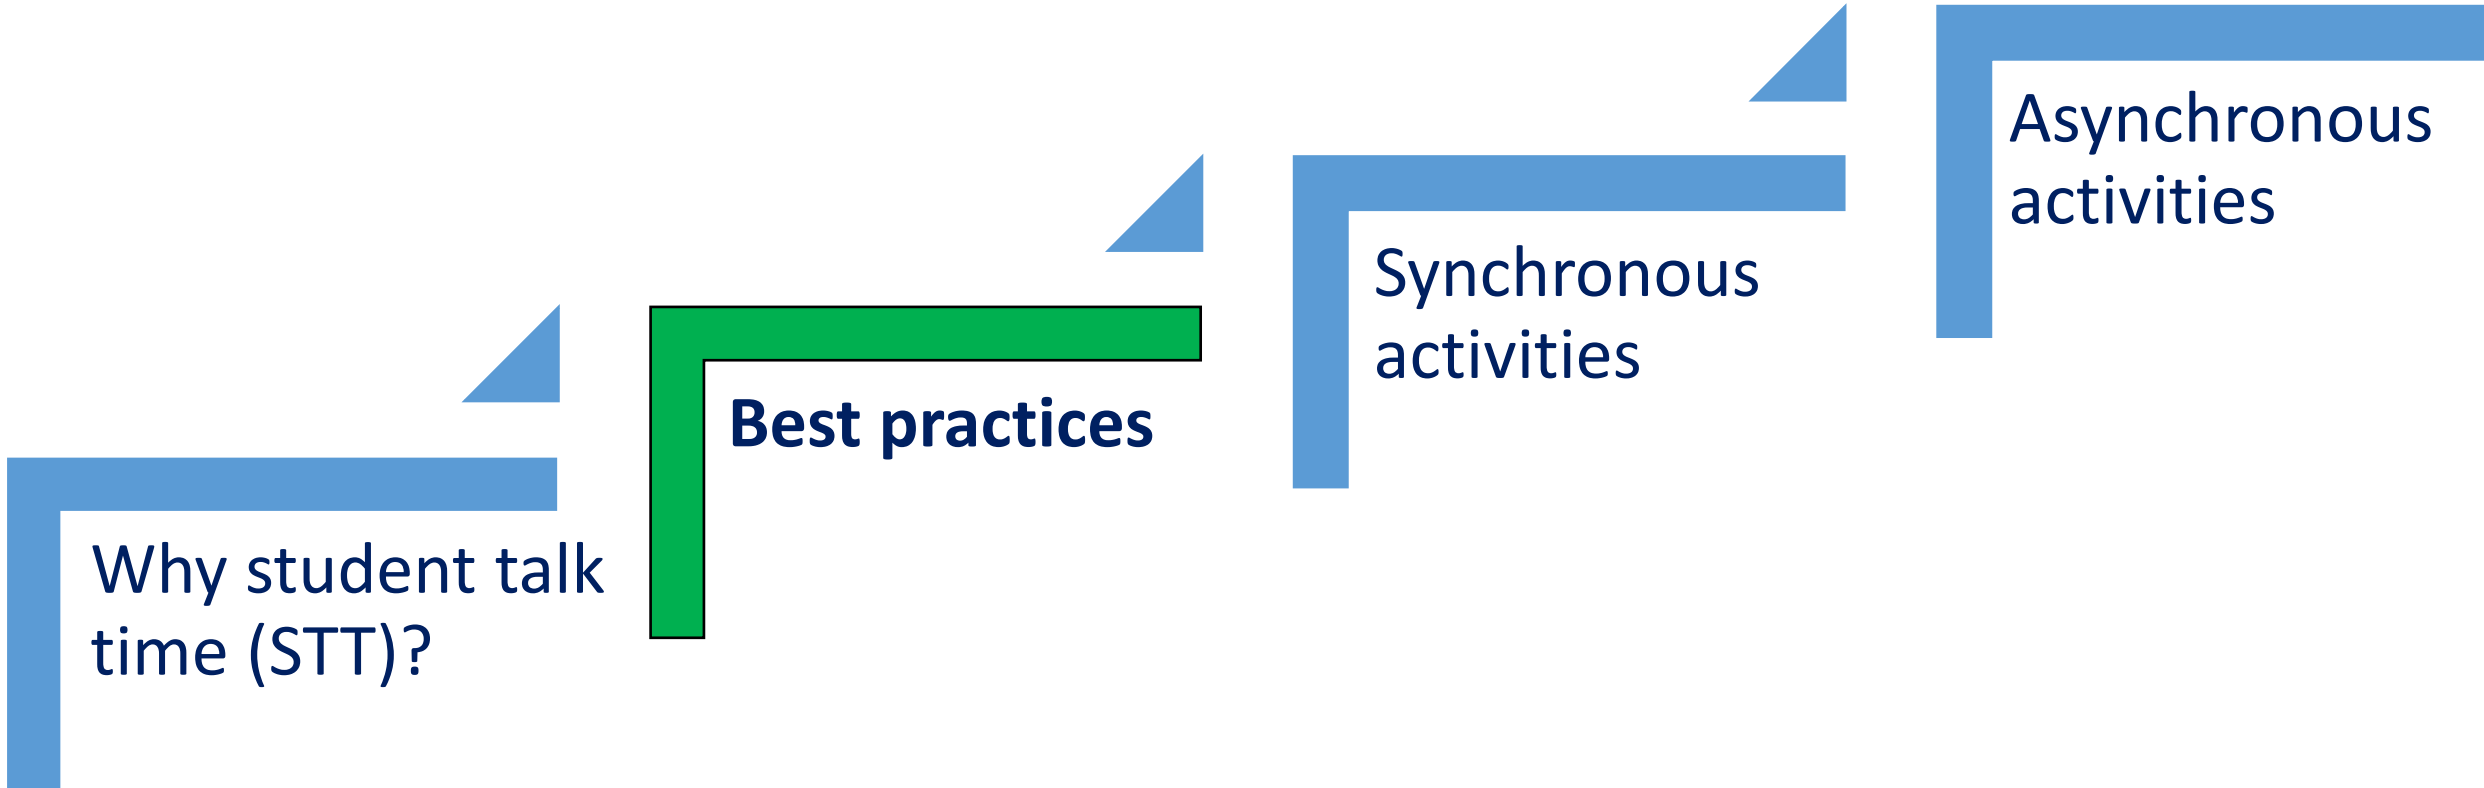 Why student talk
time (STT)?
Best practices
Synchronous
activities
Asynchronous
activities